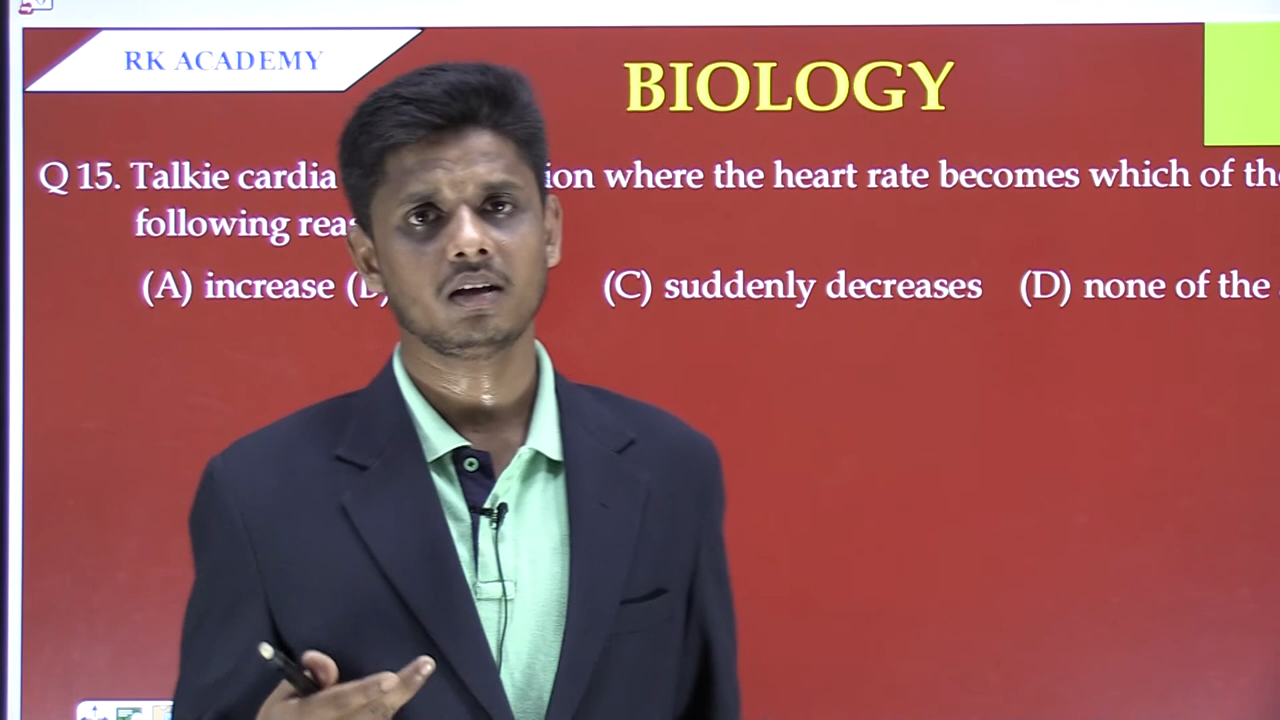 RK ACADEMY
BIOLOGY
Q 15. Talkie cardia ion where the heart rate becomes which of the
following reas
(A) increase (B) (C) suddenly decreases (D) none of the